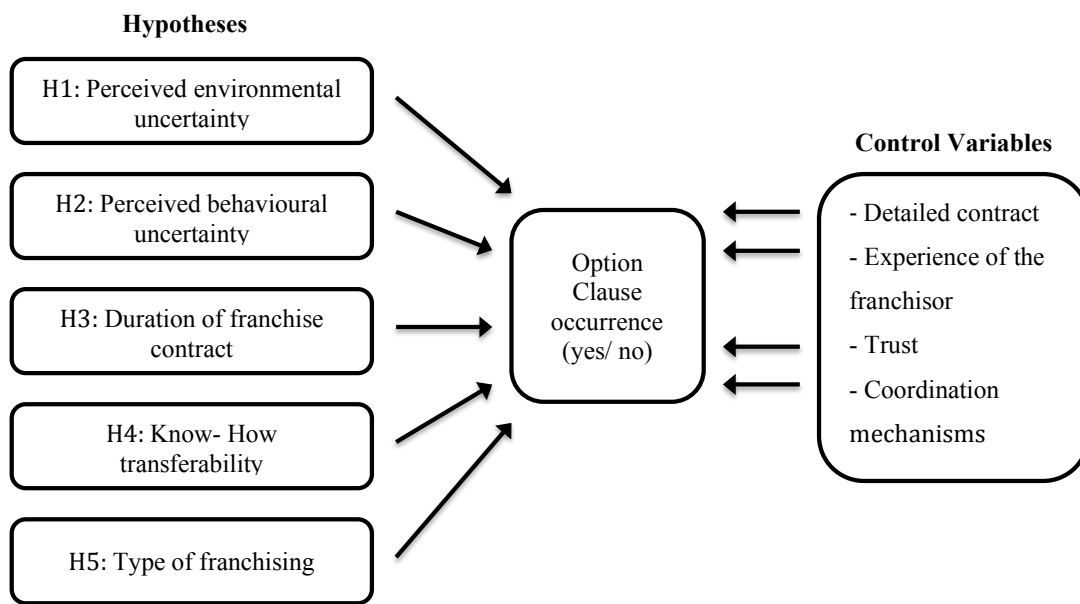 Hypotheses
H1: Perceived environmental
uncertainty
H2: Perceived behavioural
uncertainty
H3: Duration of franchise
contract
H4: Know- How
transferability
H5: Type of franchising
Option
Clause
occurrence
(yes/ no)
Control Variables
- Detailed contract
- Experience of the
franchisor
- Trust
- Coordination
mechanisms